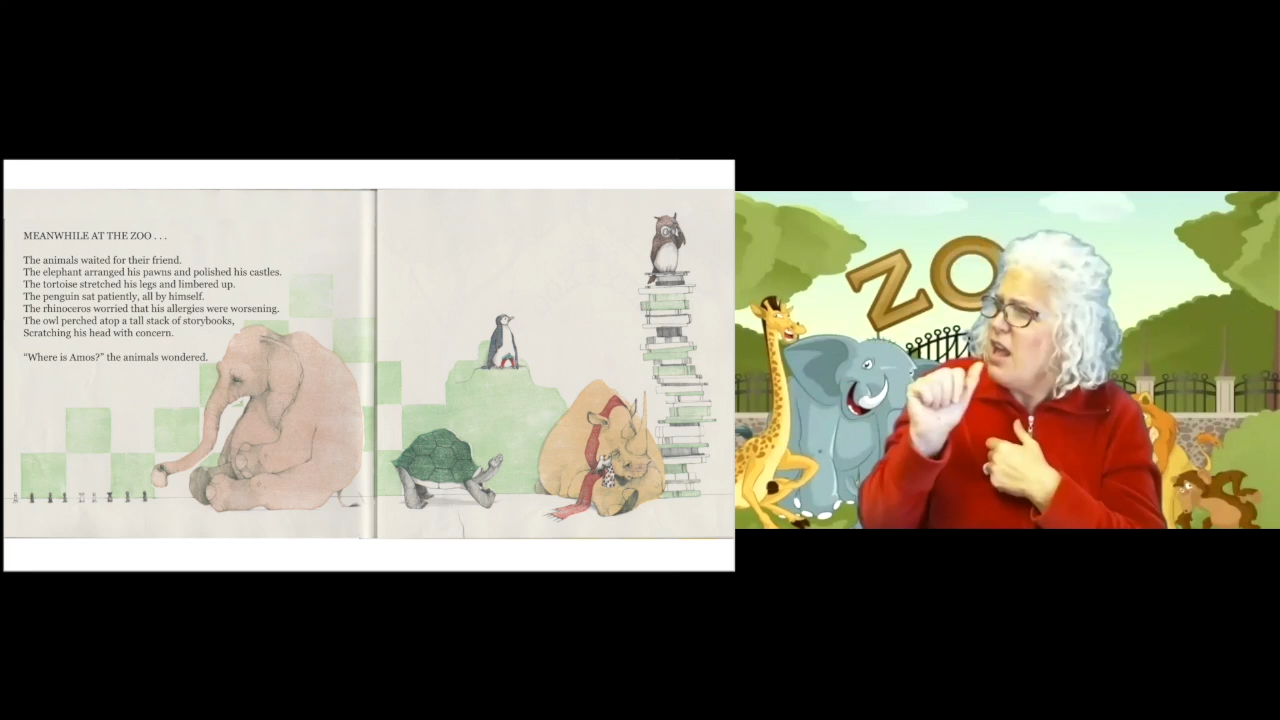 MEANWHILE AT THE ZOO . . .
The animals waited for their friend.
The elephant arranged his pawns and polished his castles.
The tortoise stretched his legs and limbered up.
The penguin sat patiently, all by himself.
The rhinoceros worried that his allergies were worsening.
The owl perched atop a tall stack of storybooks,
Scratching his head with concern.
“Where is Amos?” the animals wondered.
ZO